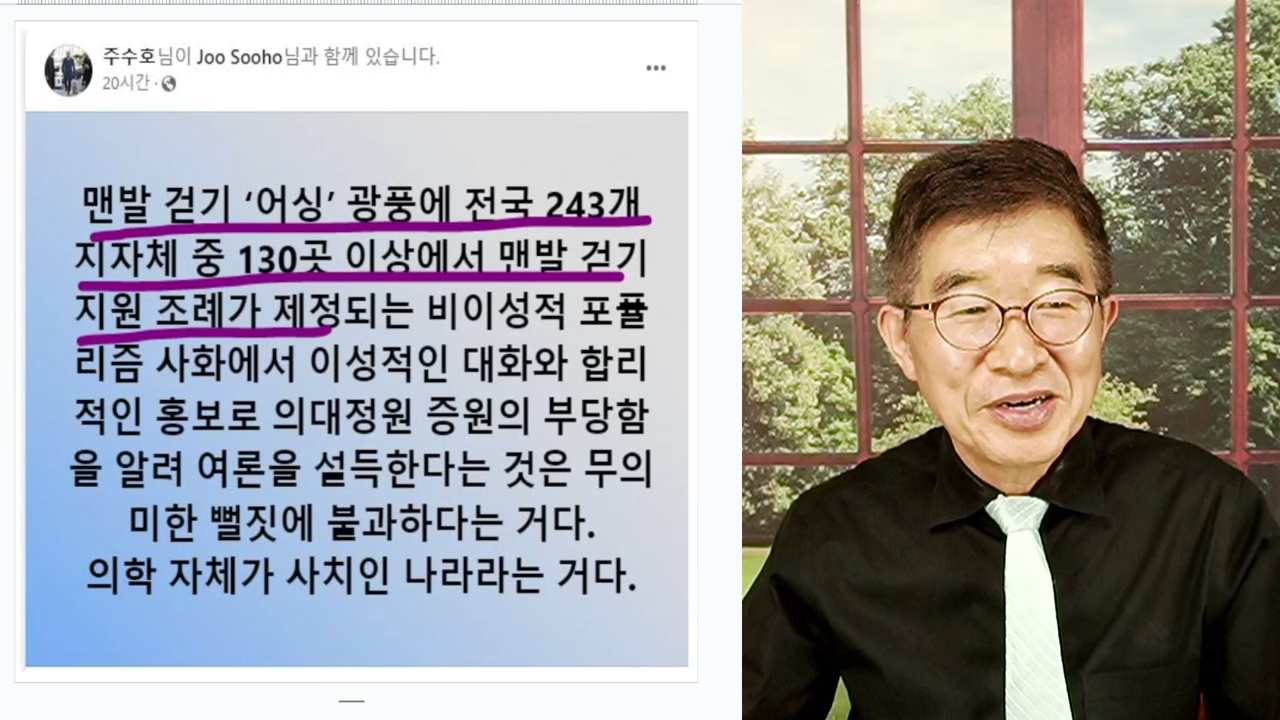 주수호님이 Joo Sooho님과 함께 있습니다.
20시간 ·
맨발 걷기 ‘어싱’ 광풍에 전국 243개
지자체 중 130곳 이상에서 맨발 걷기
지원 조례가 제정되는 비이성적 포퓰
리즘 사화에서 이성적인 대화와 합리
적인 홍보로 의대정원 증원의 부당함
을 알려 여론을 설득한다는 것은 무의
미한 뻘짓에 불과하다는 거다.
의학 자체가 사치인 나라라는 거다.